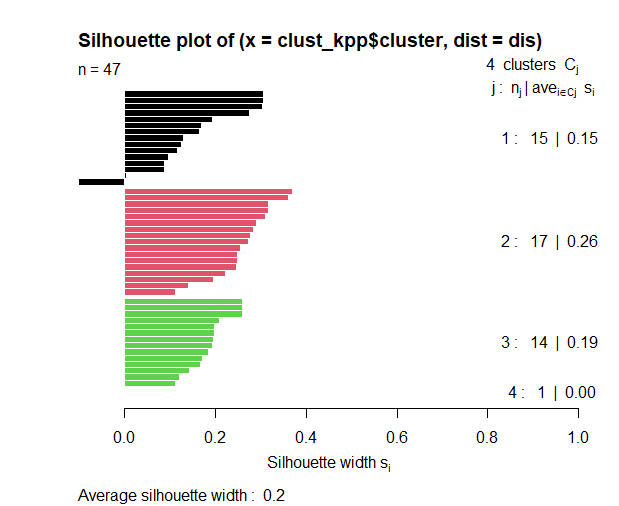 Silhouette plot of (x = clust_kpp$cluster, dist = dis)
n = 47
4 clusters Cj
j : nj | avei∈Cj si
1 : 15 | 0.15
2 : 17 | 0.26
3 : 14 | 0.19
4 : 1 | 0.00
0.0 0.2 0.4 0.6 0.8 1.0
Silhouette width si
Average silhouette width : 0.2